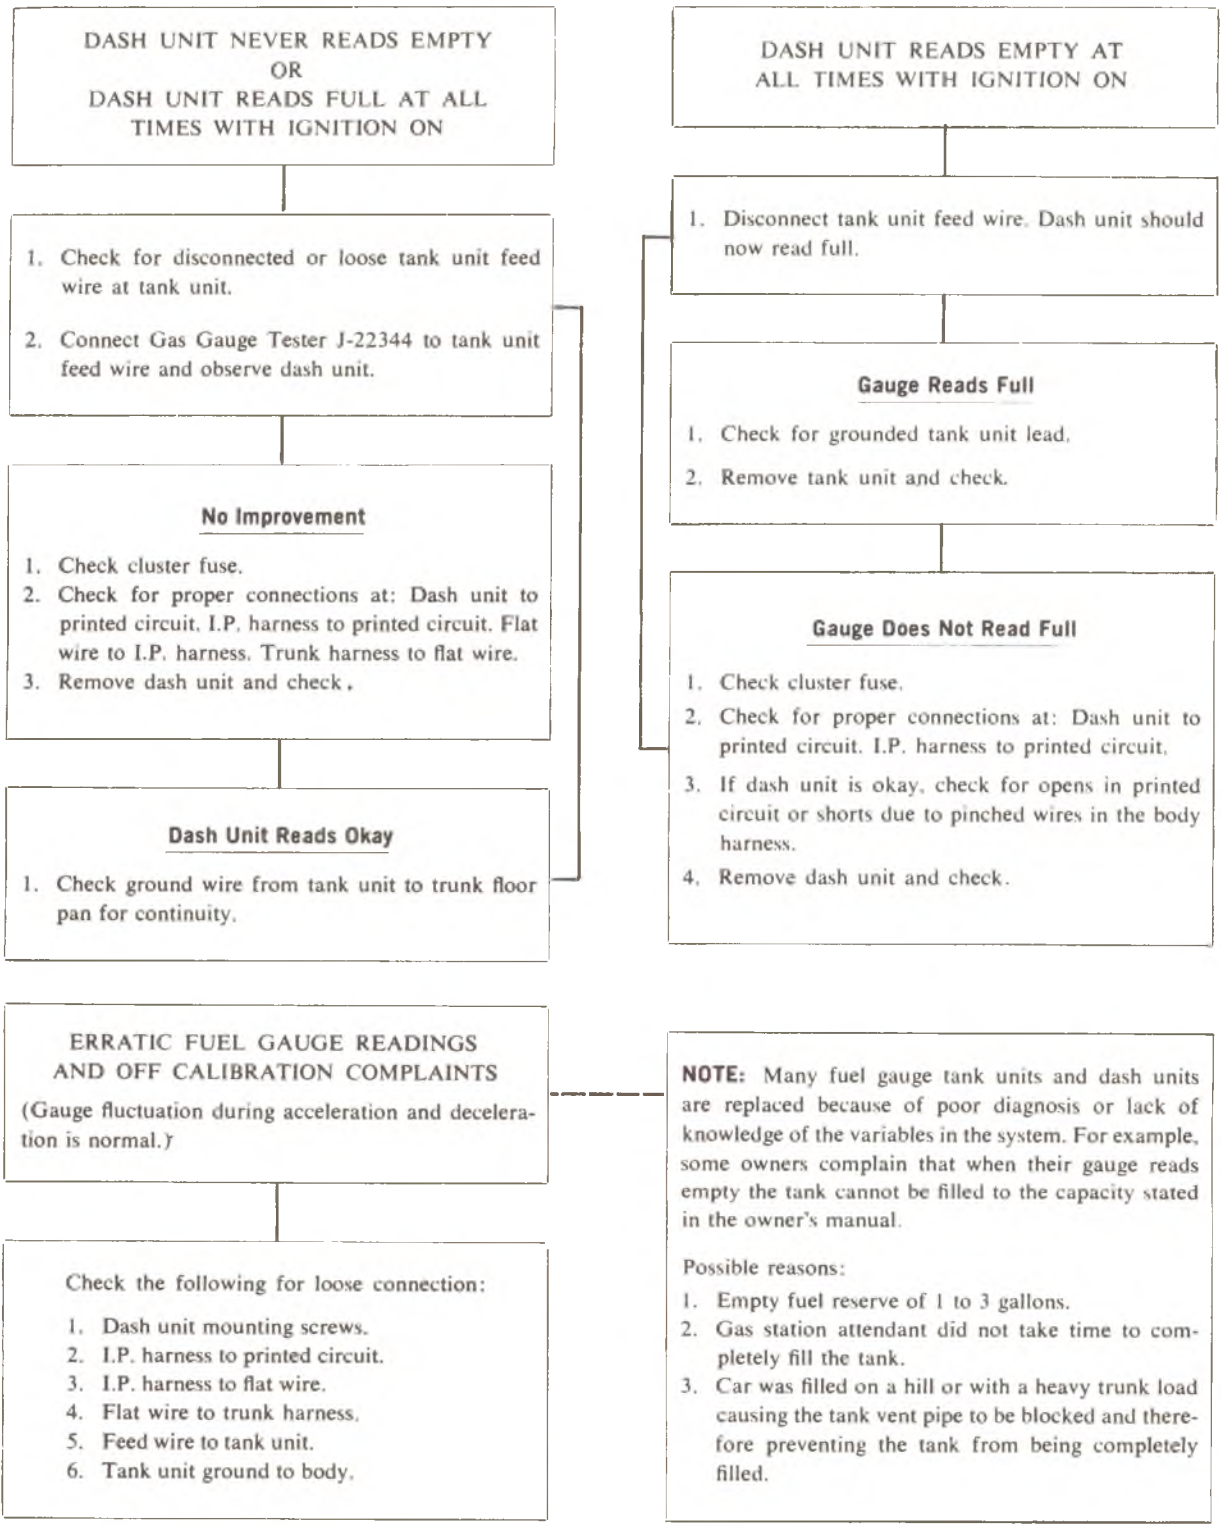 DASH UNIT NEVER READS EMPTY
OR
DASH UNIT READS FULL AT ALL
TIMES WITH IGNITION ON
1. Check for disconnected or loose tank unit feed
wire at tank unit.
2. Connect Gas Gauge Tester J-22344 to tank unit
feed wire and observe dash unit.
No Improvement
1. Check cluster fuse.
2. Check for proper connections at: Dash unit to
printed circuit. I.P. harness to printed circuit. Flat
wire to I.P. harness. Trunk harness to flat wire.
3. Remove dash unit and check.
Dash Unit Reads Okay
1. Check ground wire from tank unit to trunk floor
pan for continuity.
DASH UNIT READS EMPTY AT
ALL TIMES WITH IGNITION ON
1. Disconnect tank unit feed wire. Dash unit should
now read full.
Gauge Reads Full
1. Check for grounded tank unit lead.
2. Remove tank unit and check.
Gauge Does Not Read Full
1. Check cluster fuse.
2. Check for proper connections at: Dash unit to
printed circuit. I.P. harness to printed circuit.
3. If dash unit is okay, check for opens in printed
circuit or shorts due to pinched wires in the body
harness.
4. Remove dash unit and check.
ERRATIC FUEL GAUGE READINGS
AND OFF CALIBRATION COMPLAINTS
(Gauge fluctuation during acceleration and decelera-
tion is normal.)
Check the following for loose connection:
1. Dash unit mounting screws.
2. I.P. harness to printed circuit.
3. I.P. harness to flat wire.
4. Flat wire to trunk harness.
5. Feed wire to tank unit.
6. Tank unit ground to body.
NOTE: Many fuel gauge tank units and dash units
are replaced because of poor diagnosis or lack of
knowledge of the variables in the system. For example,
some owners complain that when their gauge reads
empty the tank cannot be filled to the capacity stated
in the owner's manual.
Possible reasons:
1. Empty fuel reserve of 1 to 3 gallons.
2. Gas station attendant did not take time to com-
pletely fill the tank.
3. Car was filled on a hill or with a heavy trunk load
causing the tank vent pipe to be blocked and there-
fore preventing the tank from being completely
filled.